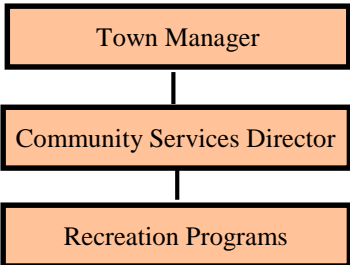 Town Manager
Community Services Director
Recreation Programs